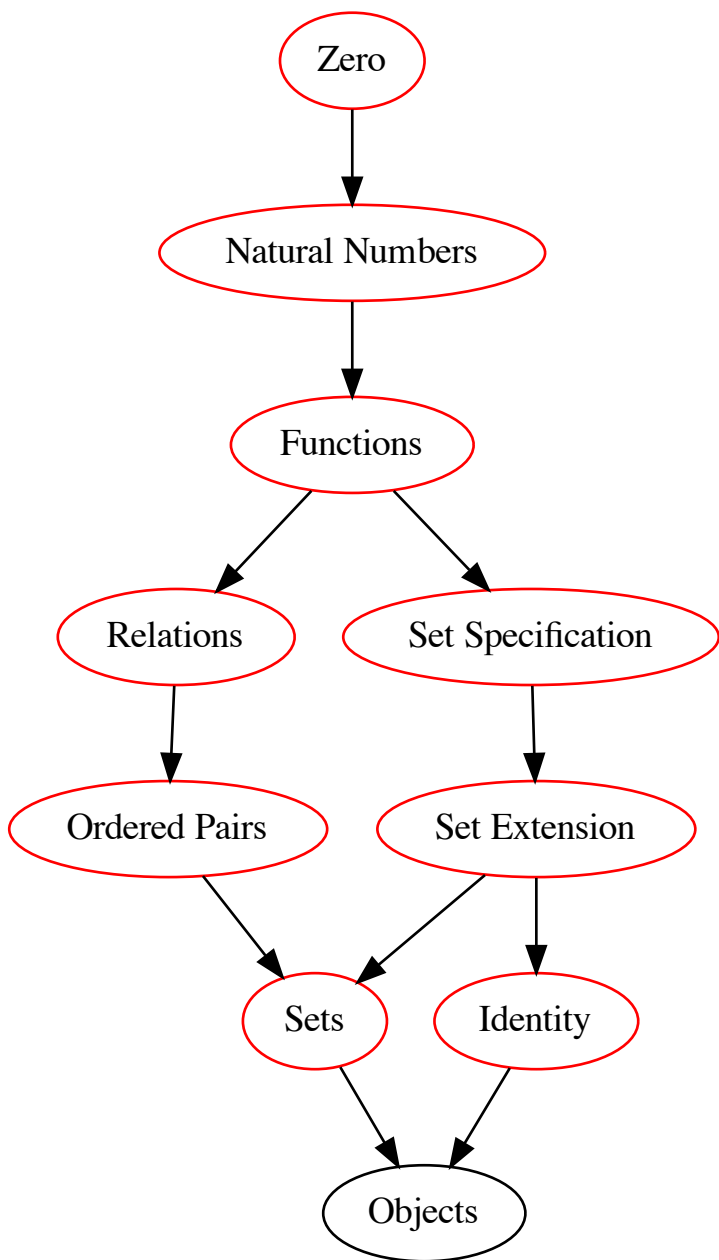 Zero
Natural Numbers
Functions
Relations
Set Specification
Ordered Pairs
Set Extension
Sets
Identity
Objects